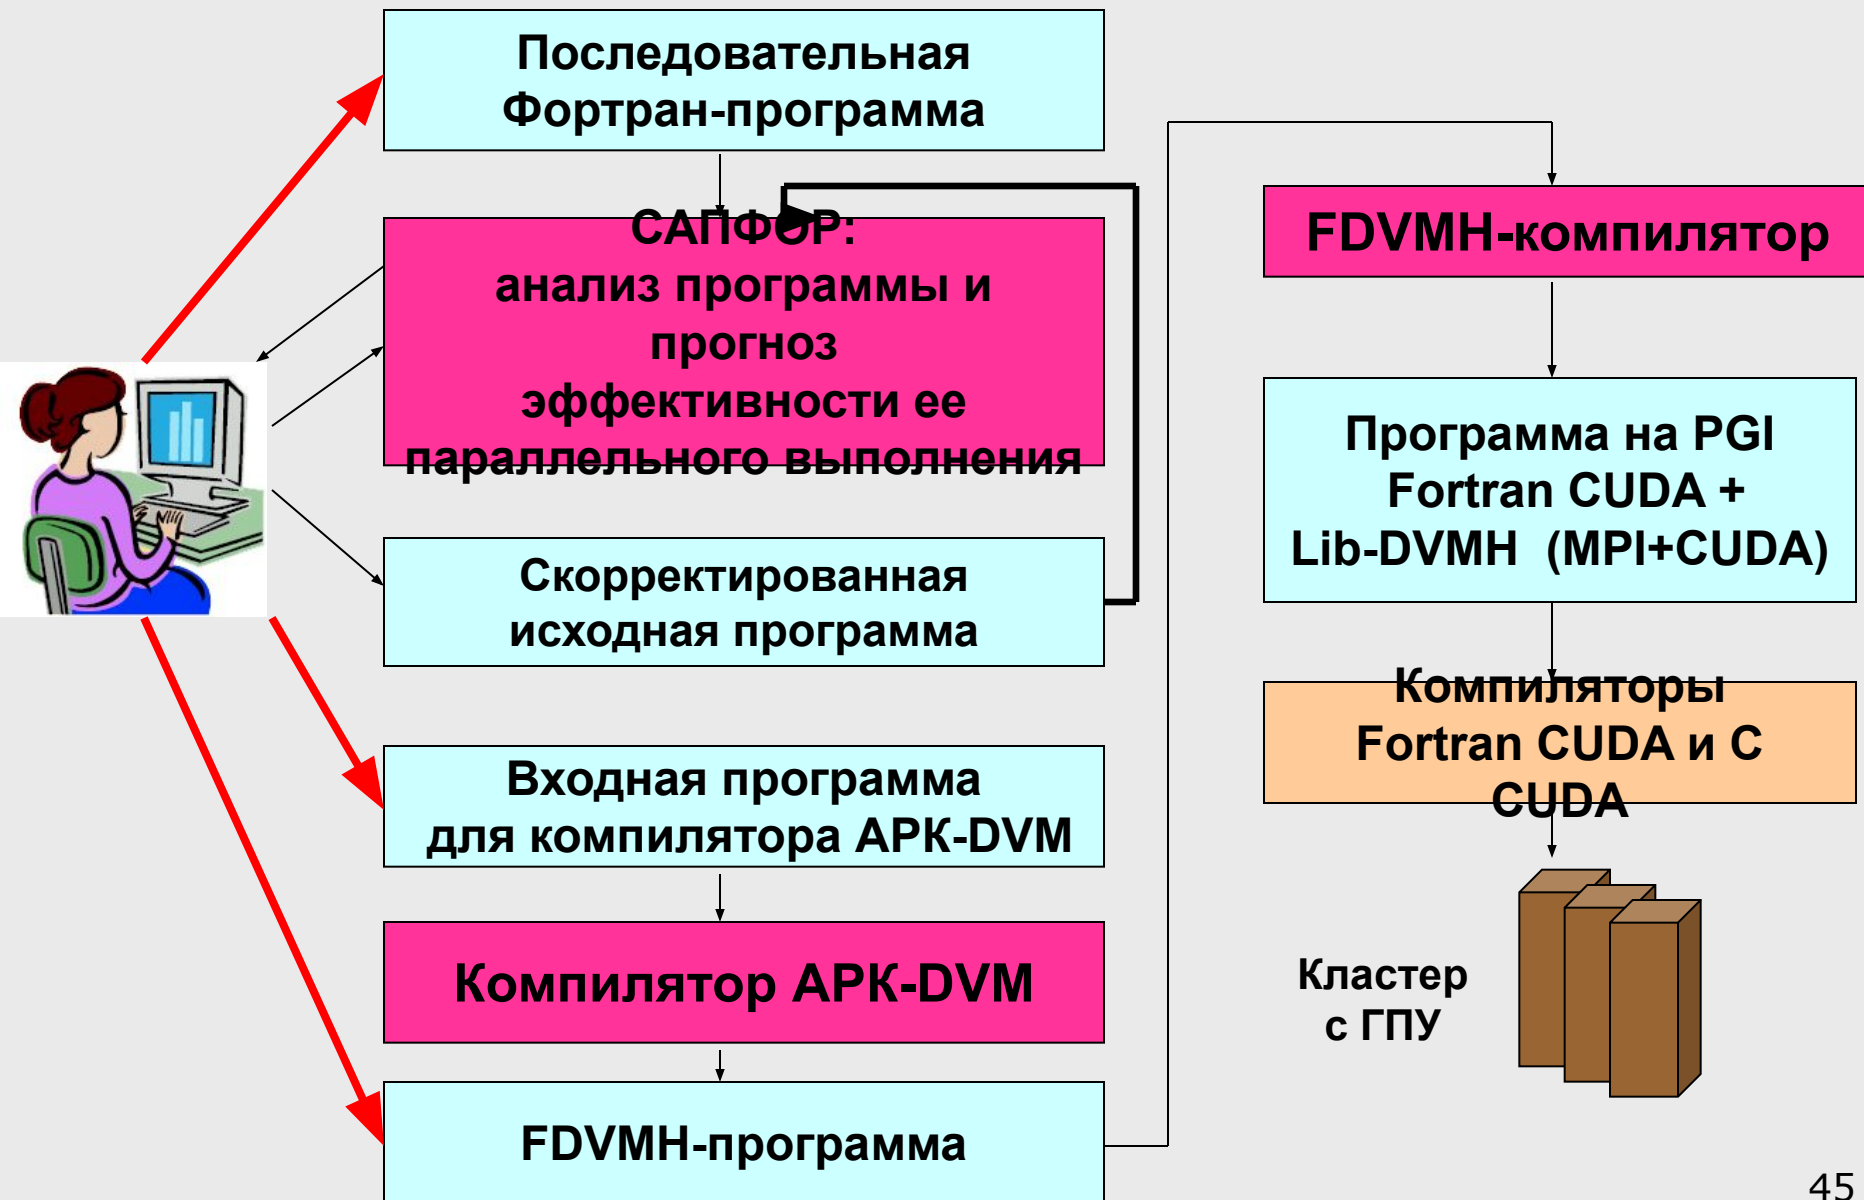 Последовательная
Фортран-программа
САПФОР:
анализ программы и
прогноз
эффективности ее
параллельного выполнения
Скорректированная
исходная программа
Входная программа
для компилятора АРК-DVM
Компилятор АРК-DVM
FDVMH-программа
FDVMH-компилятор
Программа на PGI
Fortran CUDA +
Lib-DVMH (MPI+CUDA)
Компиляторы
Fortran CUDA и C
CUDA
Кластер
с ГПУ
45